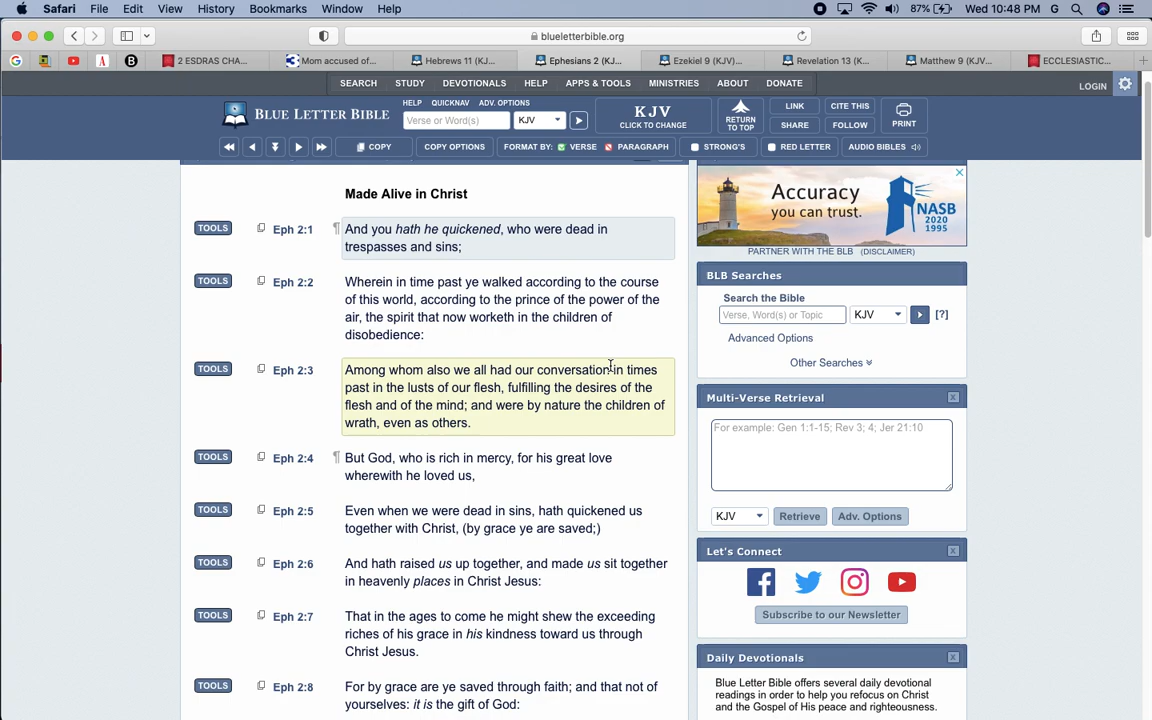 Safari File Edit View History Bookmarks Window Help 87% Wed 10:48 PM G
blueletterbible.org
2 ESDRAS CHA... Mom accused of... Hebrews 11 (KJ... Ephesians 2 (KJ... Ezekiel 9 (KJV)... Revelation 13 (K... Matthew 9 (KJV... ECCLESIASTIC...
SEARCH STUDY DEVOTIONALS HELP APPS & TOOLS MINISTRIES ABOUT DONATE LOGIN
BLUE LETTER BIBLE
HELP QUICKNAV ADV. OPTIONS
Verse or Word(s) KJV
KJV
CLICK TO CHANGE
RETURN
TO TOP
LINK CITE THIS
SHARE FOLLOW
PRINT
COPY COPY OPTIONS FORMAT BY: VERSE PARAGRAPH STRONG'S RED LETTER AUDIO BIBLES
Made Alive in Christ
TOOLS Eph 2:1 ¶ And you hath he quickened, who were dead in
trespasses and sins;
TOOLS Eph 2:2 Wherein in time past ye walked according to the course
of this world, according to the prince of the power of the
air, the spirit that now worketh in the children of
disobedience:
TOOLS Eph 2:3 Among whom also we all had our conversation in times
past in the lusts of our flesh, fulfilling the desires of the
flesh and of the mind; and were by nature the children of
wrath, even as others.
TOOLS Eph 2:4 ¶ But God, who is rich in mercy, for his great love
wherewith he loved us,
TOOLS Eph 2:5 Even when we were dead in sins, hath quickened us
together with Christ, (by grace ye are saved;)
TOOLS Eph 2:6 And hath raised us up together, and made us sit together
in heavenly places in Christ Jesus:
TOOLS Eph 2:7 That in the ages to come he might shew the exceeding
riches of his grace in his kindness toward us through
Christ Jesus.
TOOLS Eph 2:8 For by grace are ye saved through faith; and that not of
yourselves: it is the gift of God:
Accuracy
you can trust.
NASB
2020
1995
PARTNER WITH THE BLB (DISCLAIMER)
BLB Searches
Search the Bible
Verse, Word(s) or Topic KJV [?]
Advanced Options
Other Searches
Multi-Verse Retrieval
For example: Gen 1:1-15; Rev 3; 4; Jer 21:10
KJV Retrieve Adv. Options
Let's Connect
Subscribe to our Newsletter
Daily Devotionals
Blue Letter Bible offers several daily devotional
readings in order to help you refocus on Christ
and the Gospel of His peace and righteousness.